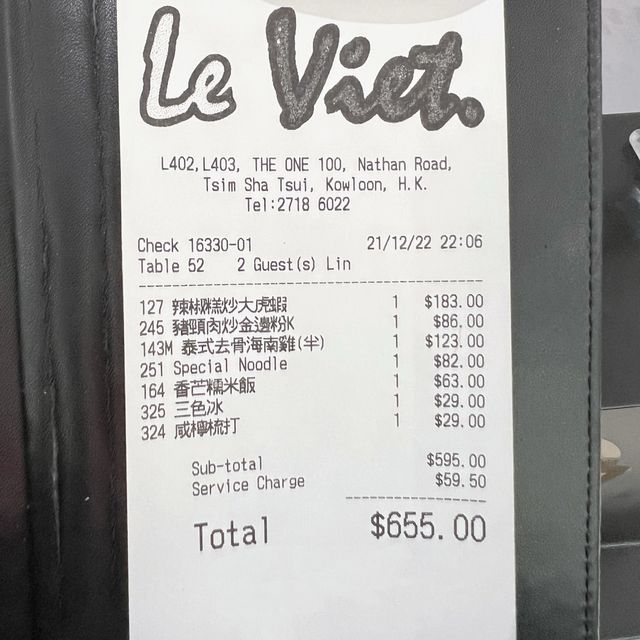 Le Viet.
L402,L403, THE ONE 100, Nathan Road,
Tsim Sha Tsui, Kowloon, H.K.
Tel:2718 6022
Check 16330-01 21/12/22 22:06
Table 52 2 Guest(s) Lin
127 辣椒糕炒大虎蝦 1 $183.00
245 豬頸肉炒金邊粉K 1 $86.00
143M 泰式去骨海南雞(半) 1 $123.00
251 Special Noodle 1 $82.00
164 香芒糯米飯 1 $63.00
325 三色冰 1 $29.00
324 咸檸梳打 1 $29.00
Sub-total $595.00
Service Charge $59.50
Total $655.00